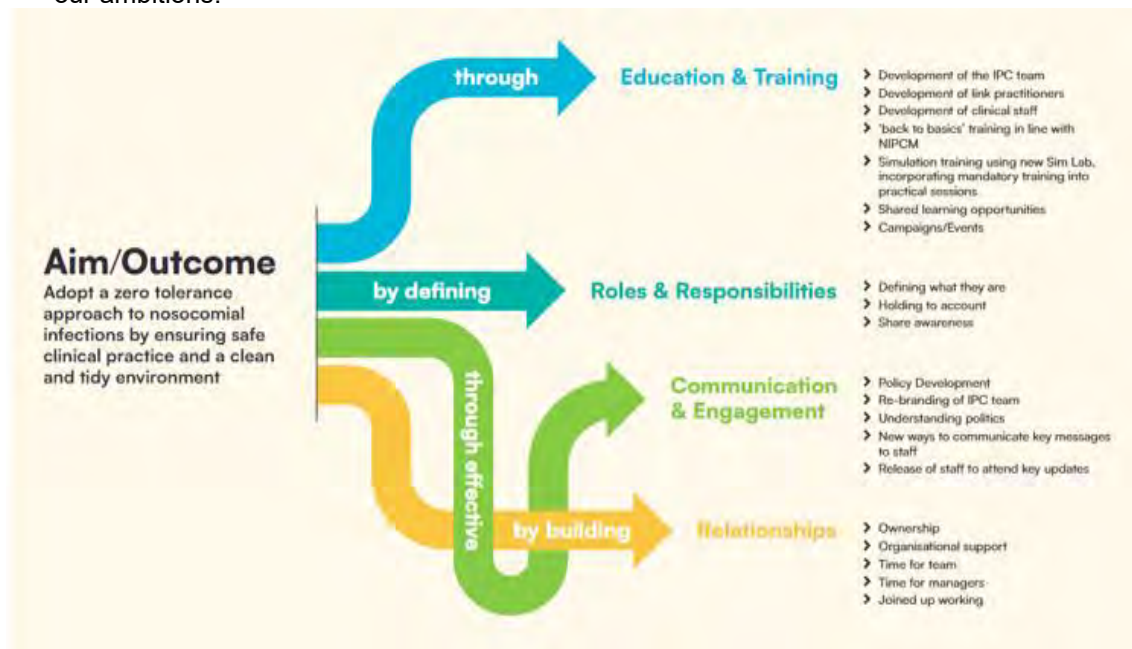 our ambitions.
through
Education & Training
Development of the IPC team
Development of link practitioners
Development of clinical staff
'back to basics' training in line with
NIPCM
Simulation training using new Sim Lab,
incorporating mandatory training into
practical sessions
Shared learning opportunities
Campaigns/Events
Aim/Outcome
Adopt a zero tolerance
approach to nosocomial
infections by ensuring safe
clinical practice and a clean
and tidy environment
by defining
Roles & Responsibilities
Defining what they are
Holding to account
Share awareness
through effective
Communication
& Engagement
Policy Development
Re-branding of IPC team
Understanding politics
New ways to communicate key messages
to staff
Release of staff to attend key updates
by building
Relationships
Ownership
Organisational support
Time for team
Time for managers
Joined up working